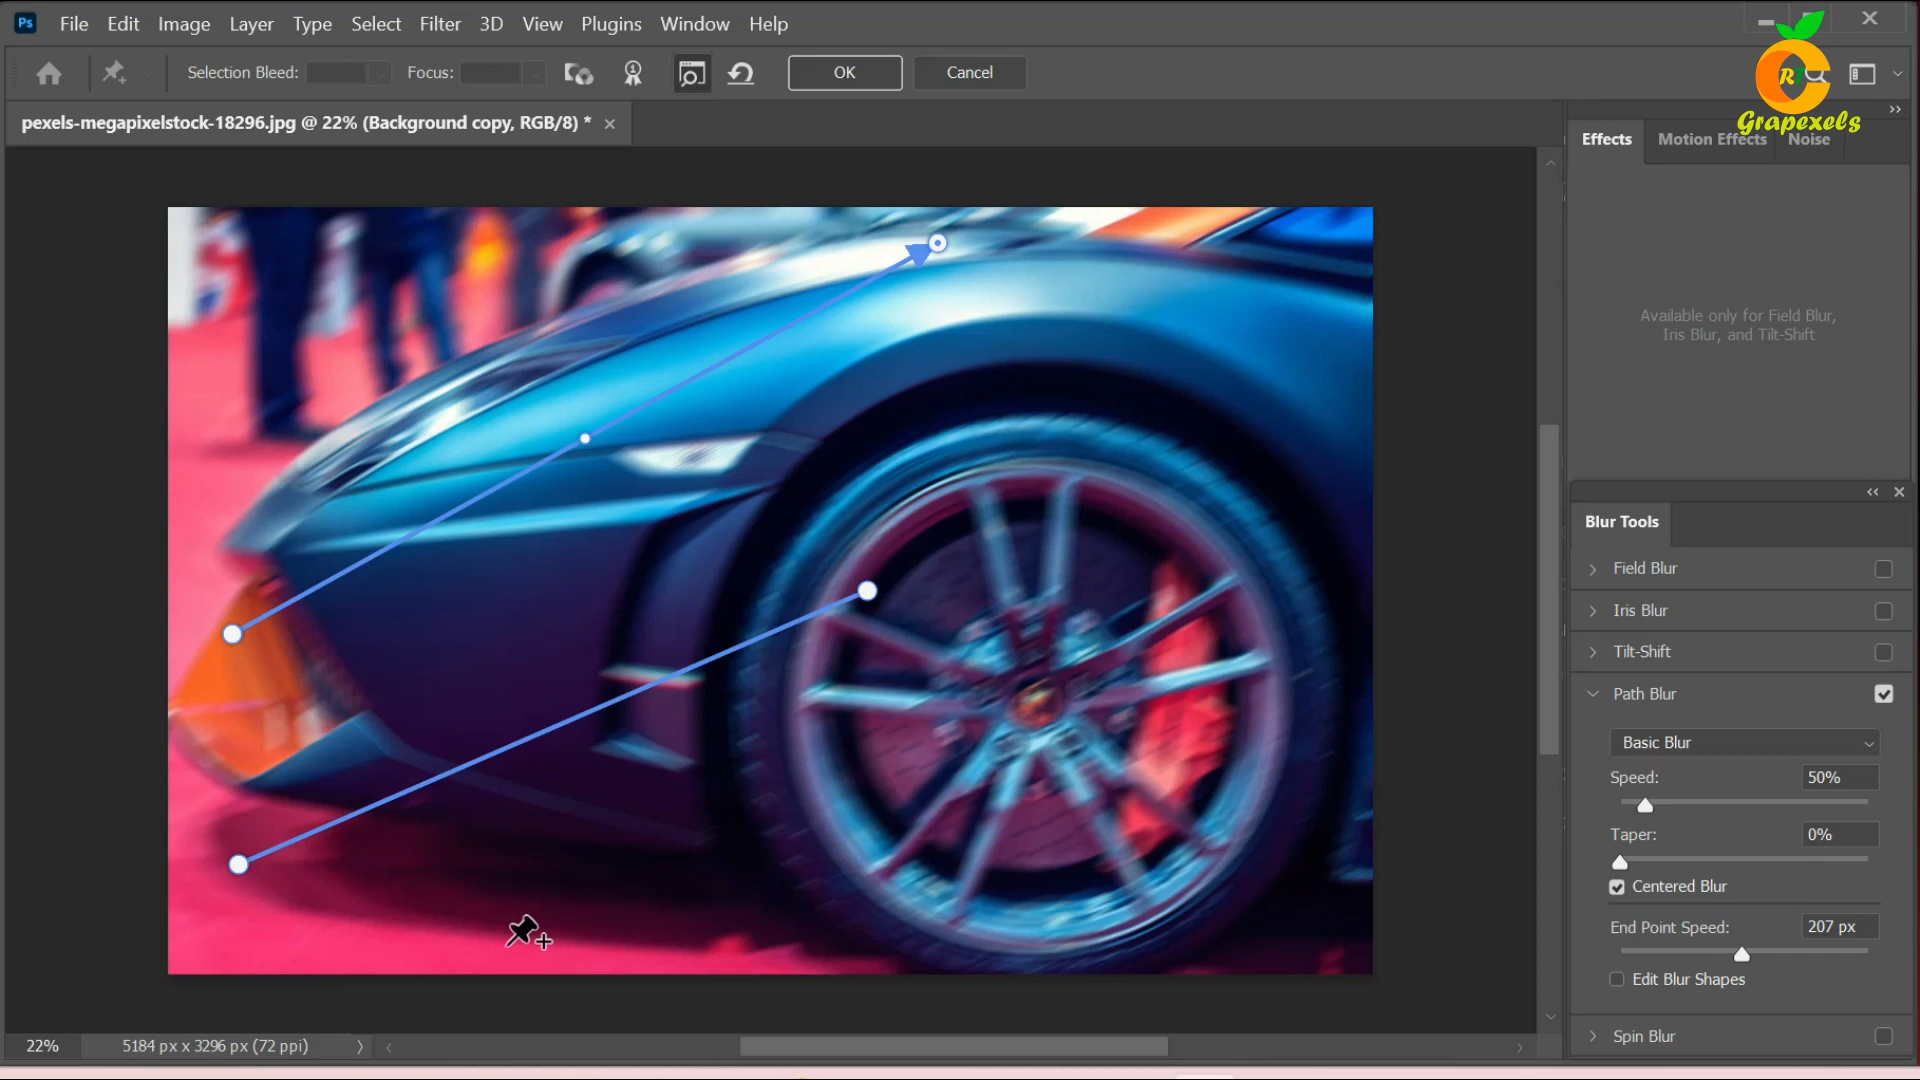 Ps File Edit Image Layer Type Select Filter 3D View Plugins Window Help
Selection Bleed: Focus: OK Cancel
RT
Grapexels
pexels-megapixelstock-18296.jpg @ 22% (Background copy, RGB/8) *
Effects Motion Effects Noise
Available only for Field Blur,
Iris Blur, and Tilt-Shift
Blur Tools
Field Blur
Iris Blur
Tilt-Shift
Path Blur
Basic Blur
Speed: 50%
Taper: 0%
Centered Blur
End Point Speed: 207 px
Edit Blur Shapes
Spin Blur
22% 5184 px x 3296 px (72 ppi)